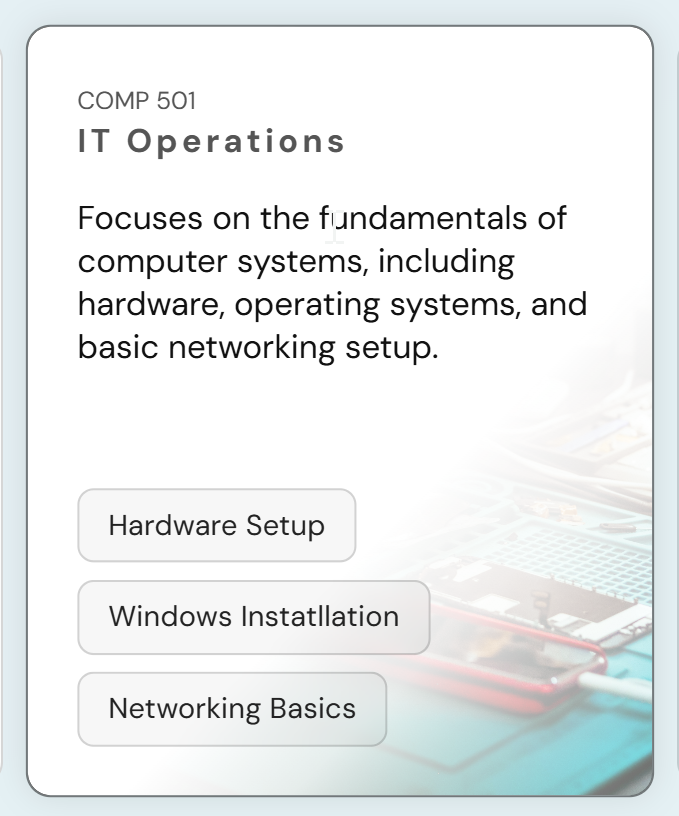 COMP 501
IT Operations
Focuses on the fundamentals of
computer systems, including
hardware, operating systems, and
basic networking setup.
Hardware Setup
Windows Instatllation
Networking Basics